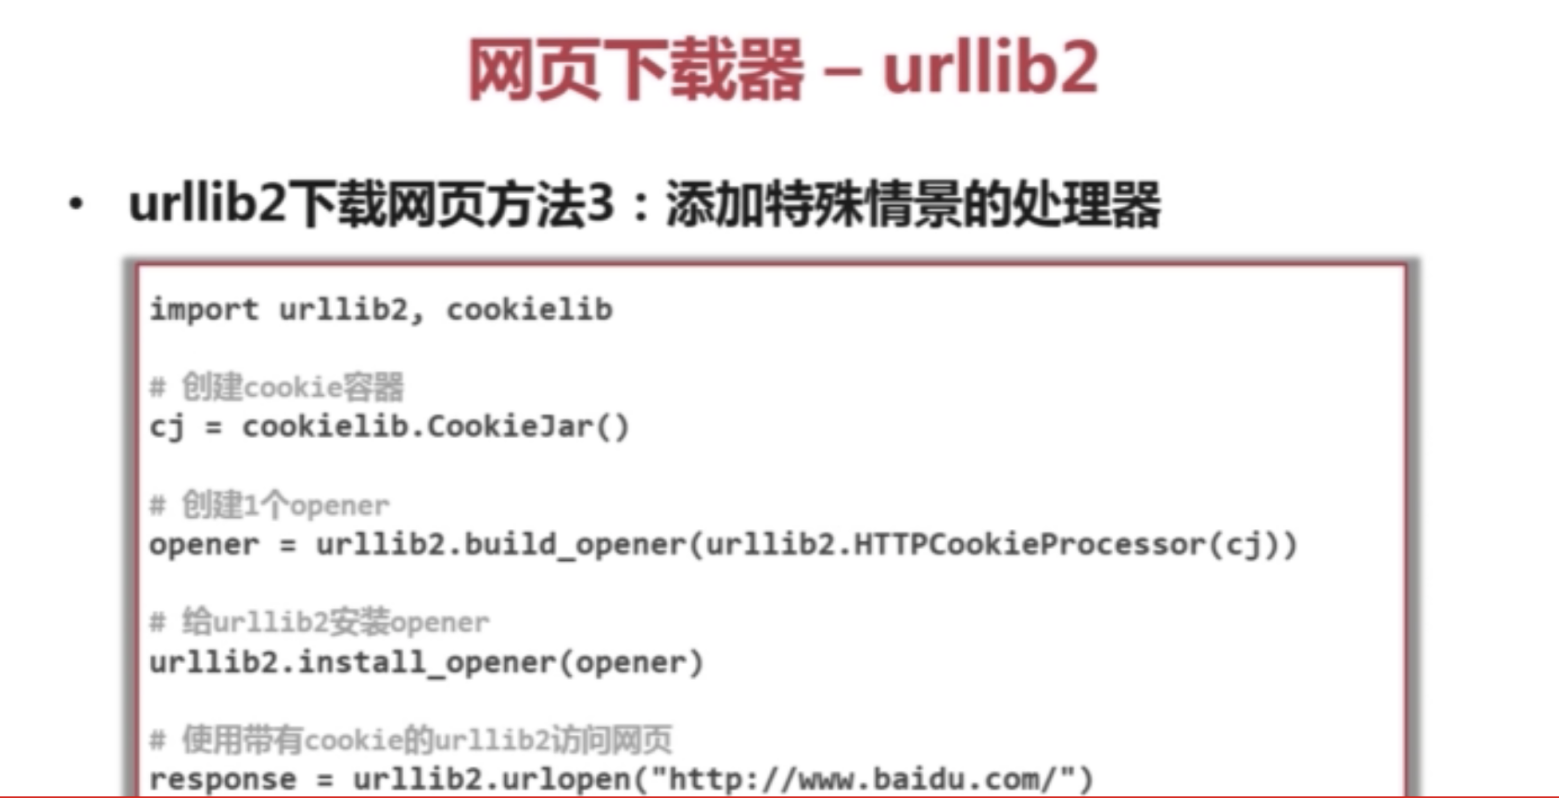 网页下载器 – urllib2
• urllib2下载网页方法3：添加特殊情景的处理器
import urllib2, cookielib
# 创建cookie容器
cj = cookielib.CookieJar()
# 创建1个opener
opener = urllib2.build_opener(urllib2.HTTPCookieProcessor(cj))
# 给urllib2安装opener
urllib2.install_opener(opener)
# 使用带有cookie的urllib2访问网页
response = urllib2.urlopen("http://www.baidu.com/")